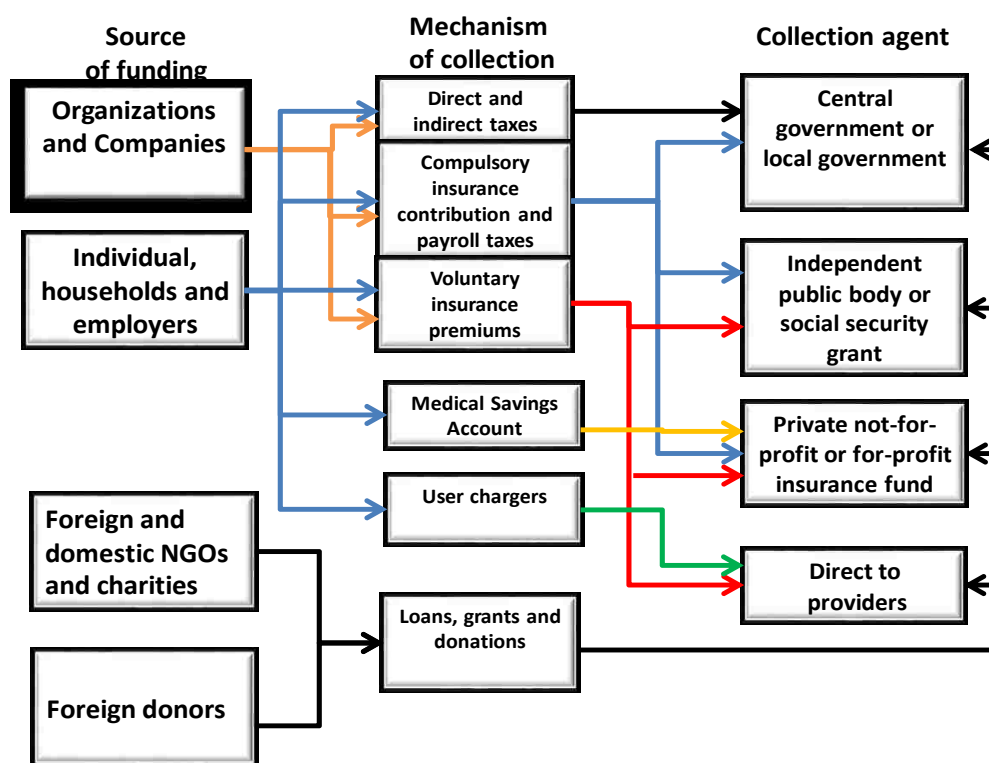 Source
of funding
Organizations
and Companies
Individual,
households and
employers
Foreign and
domestic NGOs
and charities
Foreign donors
Mechanism
of collection
Direct and
indirect taxes
Compulsory
insurance
contribution and
payroll taxes
Voluntary
insurance
premiums
Medical Savings
Account
User chargers
Loans, grants and
donations
Collection agent
Central
government or
local government
Independent
public body or
social security
grant
Private not-for-
profit or for-profit
insurance fund
Direct to
providers